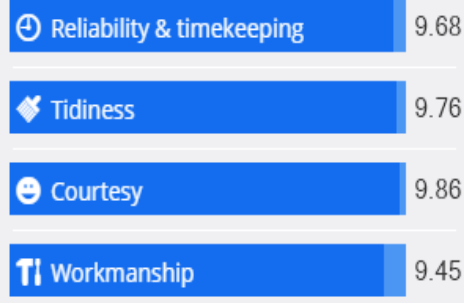 Reliability & timekeeping 9.68
Tidiness 9.76
Courtesy 9.86
Workmanship 9.45